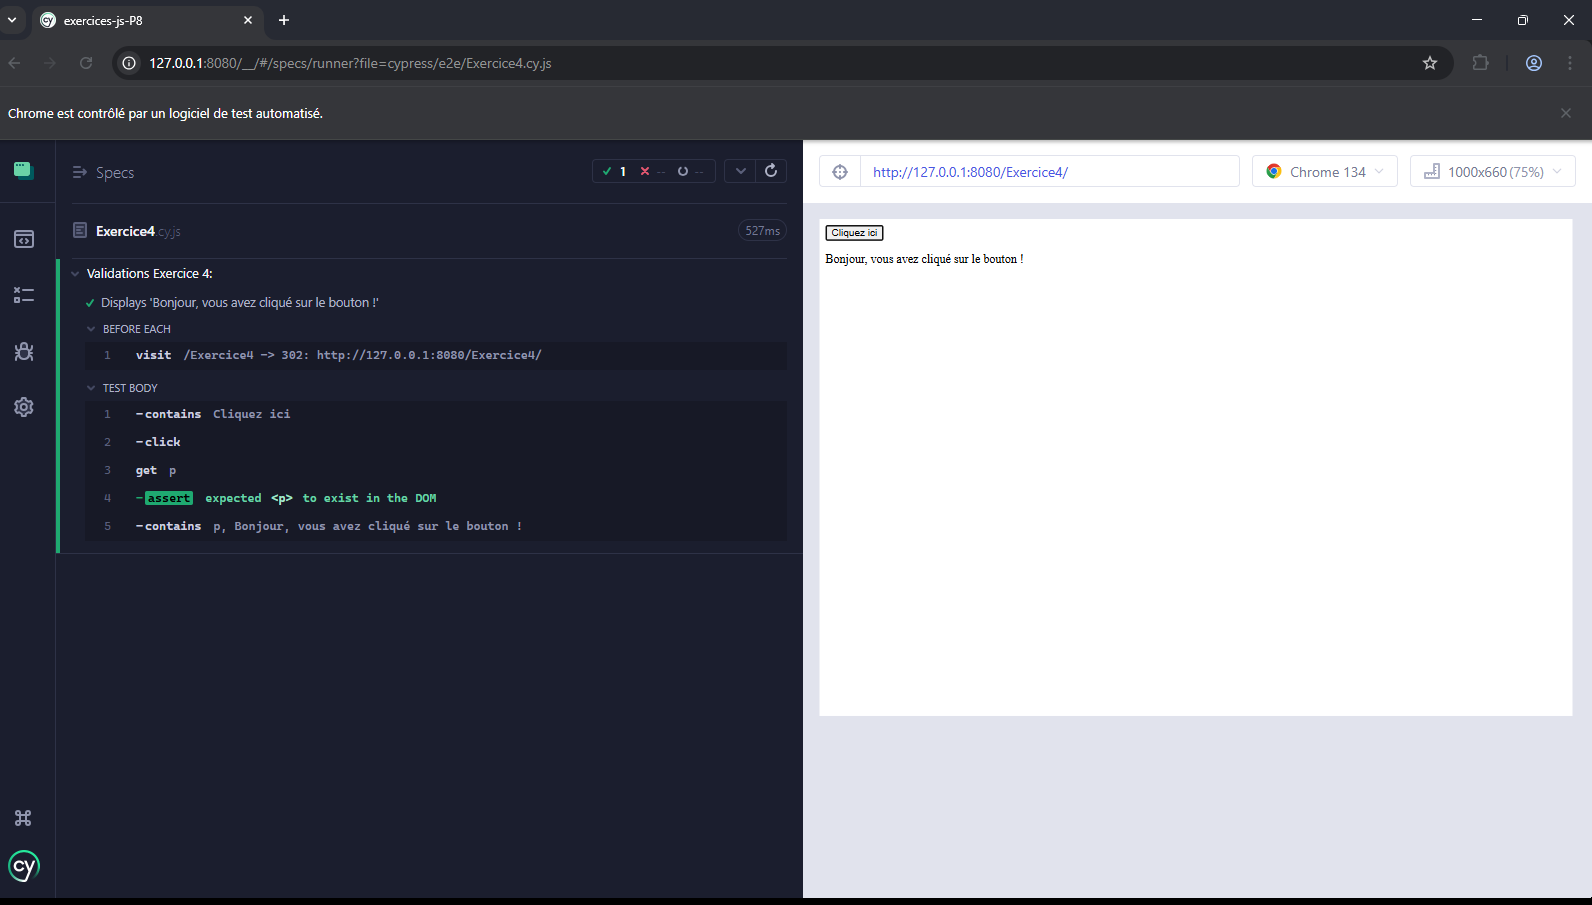 exercices-js-P8
127.0.0.1:8080/__/#/specs/runner?file=cypress/e2e/Exercice4.cy.js
Chrome est contrôlé par un logiciel de test automatisé.
Specs
1 -- --
Exercice4.cy.js
527ms
Validations Exercice 4:
Displays 'Bonjour, vous avez cliqué sur le bouton !'
BEFORE EACH
1 visit /Exercice4 -> 302: http://127.0.0.1:8080/Exercice4/
TEST BODY
1 -contains Cliquez ici
2 -click
3 get p
4 -assert expected <p> to exist in the DOM
5 -contains p, Bonjour, vous avez cliqué sur le bouton !
cy
http://127.0.0.1:8080/Exercice4/
Chrome 134
1000x660 (75%)
Cliquez ici
Bonjour, vous avez cliqué sur le bouton !